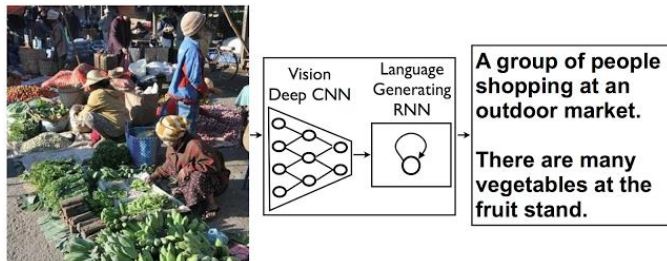 Vision
Deep CNN
Language
Generating
RNN
A group of people
shopping at an
outdoor market.
There are many
vegetables at the
fruit stand.